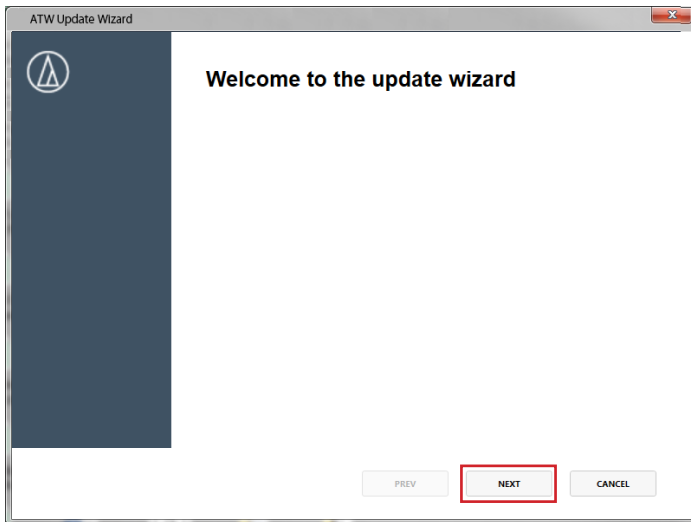 ATW Update Wizard
Welcome to the update wizard
PREV NEXT CANCEL